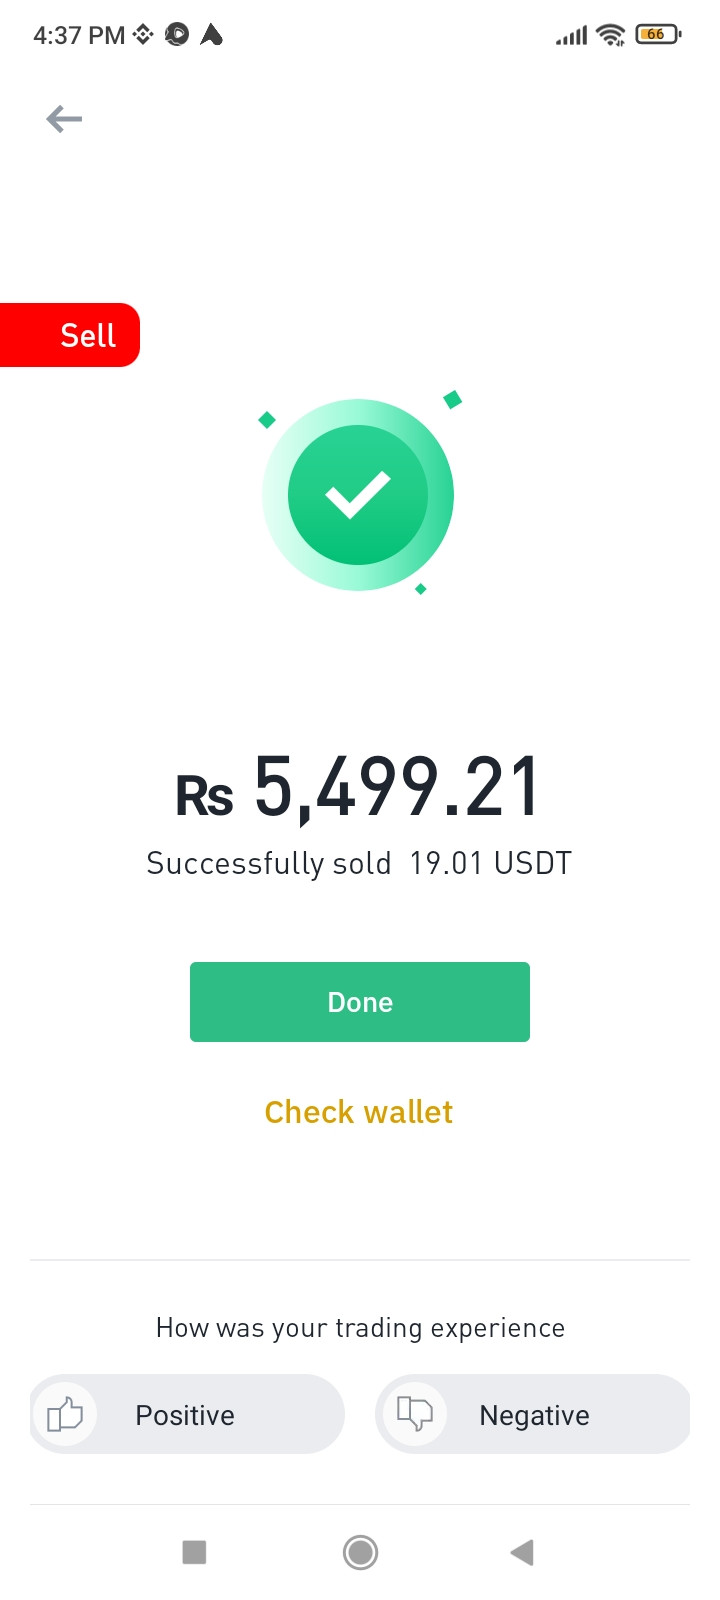 4:37 PM
66
Sell
Rs 5,499.21
Successfully sold 19.01 USDT
Done
Check wallet
How was your trading experience
Positive
Negative